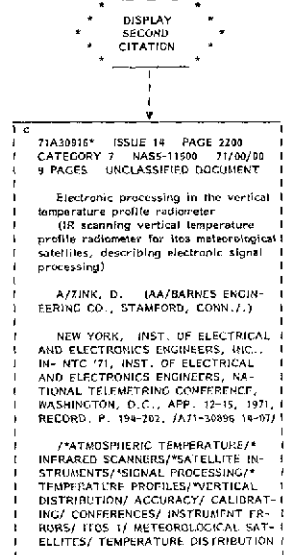 DISPLAY
SECOND
CITATION
c
71A30816* ISSUE 14 PAGE 2200
CATEGORY 7 NAS5-11600 71/00/00
9 PAGES UNCLASSIFIED DOCUMENT
Electronic processing in the vertical
temperature profile radiometer
(IR scanning vertical temperature
profile radiometer for itos meteorological
satellites, describing electronic signal
processing)
A/ZINK, D. (AA/BARNES ENGIN-
EERING CO., STAMFORD, CONN./.)
NEW YORK, INST. OF ELECTRICAL
AND ELECTRONICS ENGINEERS, INC.,
IN- NTC '71, INST. OF ELECTRICAL
AND ELECTRONICS ENGINEERS, NA-
TIONAL TELEMETRING CONFERENCE,
WASHINGTON, D.C., APR. 12-15, 1971,
RECORD. P. 194-202. /A71-30896 14-07/
/*ATMOSPHERIC TEMPERATURE/*
INFRARED SCANNERS/*SATELLITE IN-
STRUMENTS/*SIGNAL PROCESSING/*
TEMPERATURE PROFILES/*VERTICAL
DISTRIBUTION/ ACCURACY/ CALIBRAT-
ING/ CONFERENCES/ INSTRUMENT ER-
RORS/ ITOS 1/ METEOROLOGICAL SAT-
ELLITES/ TEMPERATURE DISTRIBUTION